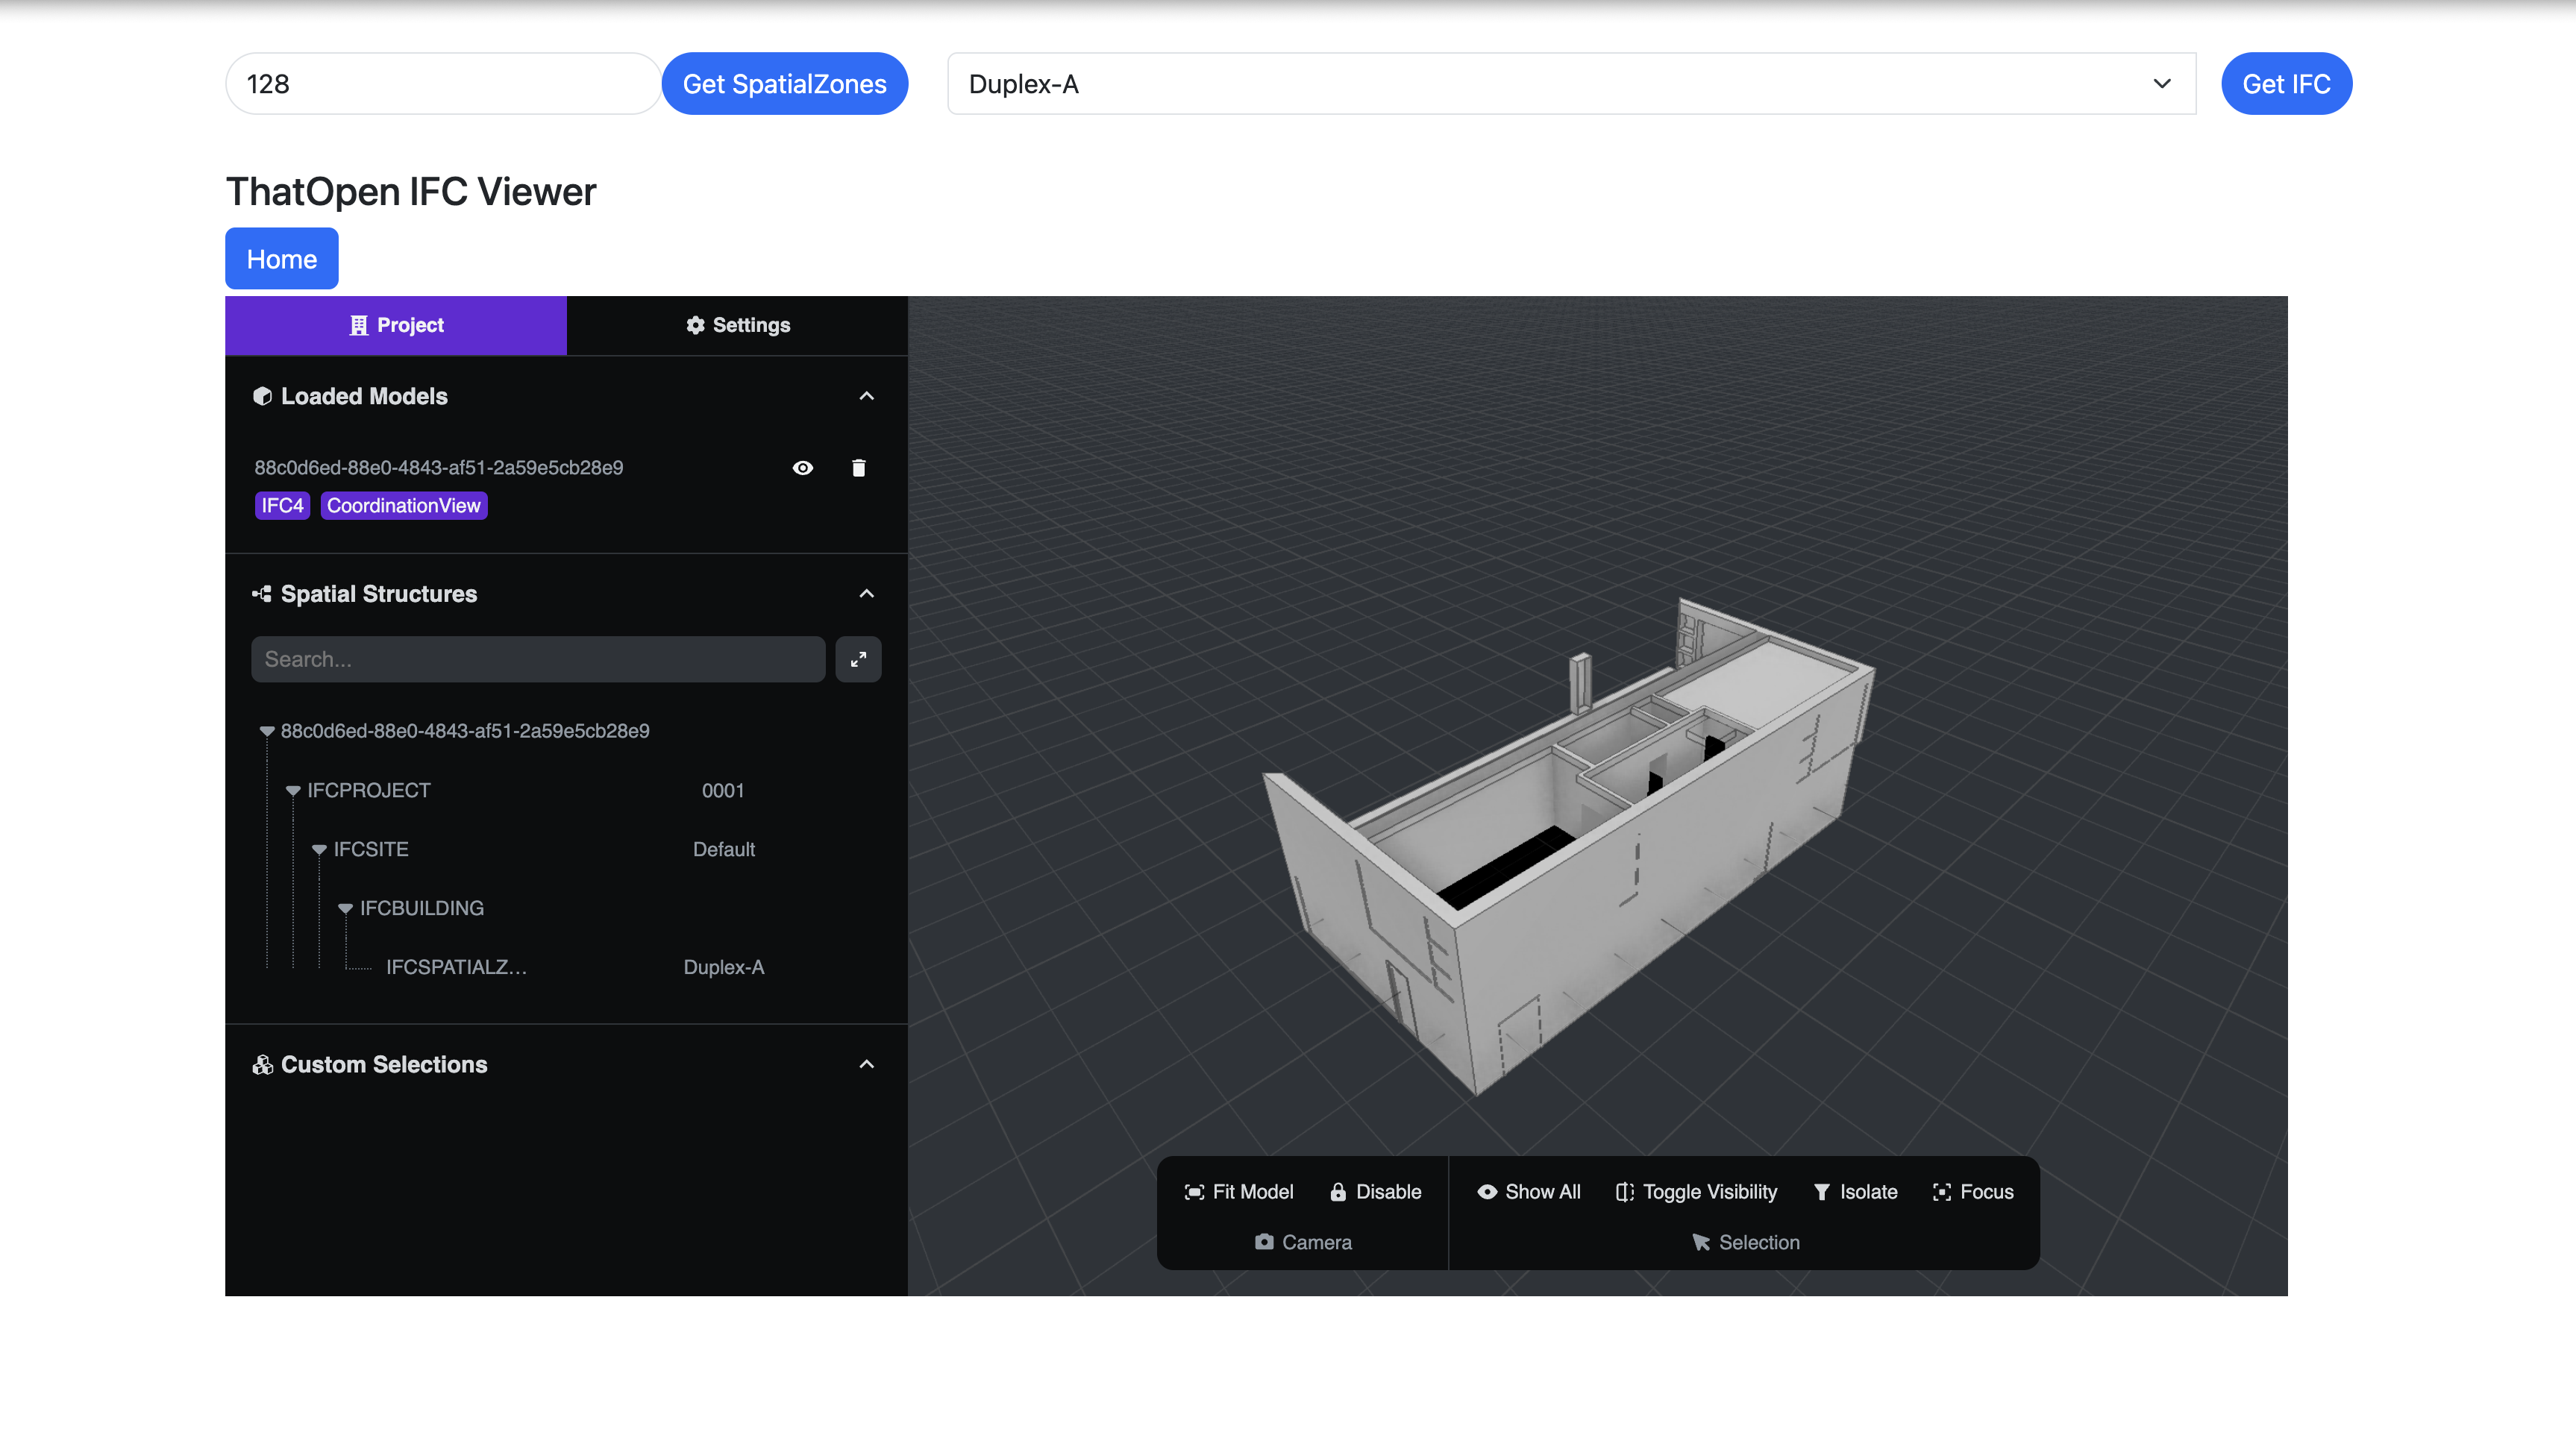 128
Get SpatialZones
Duplex-A
Get IFC
ThatOpen IFC Viewer
Home
Project
Settings
Loaded Models
88c0d6ed-88e0-4843-af51-2a59e5cb28e9
IFC4
CoordinationView
Spatial Structures
Search...
88c0d6ed-88e0-4843-af51-2a59e5cb28e9
IFCPROJECT 0001
IFCSITE Default
IFCBUILDING
IFCSPATIALZ... Duplex-A
Custom Selections
Fit Model
Disable
Show All
Toggle Visibility
Isolate
Focus
Camera
Selection